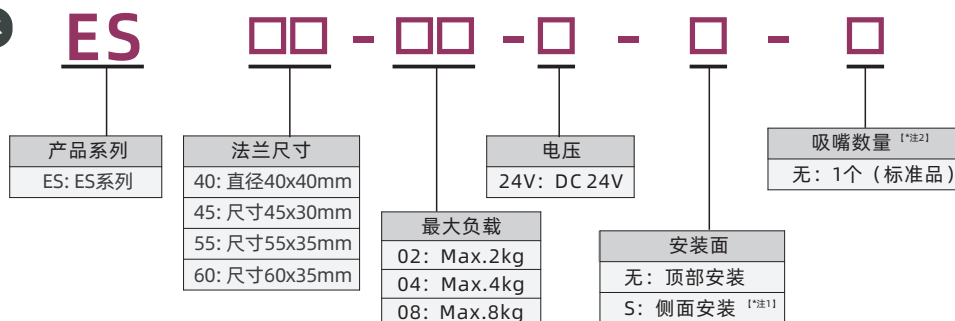 ES □□ - □□ - □ - □ - □
产品系列
ES: ES系列
法兰尺寸
40: 直径40x40mm
45: 尺寸45x30mm
55: 尺寸55x35mm
60: 尺寸60x35mm
最大负载
02: Max.2kg
04: Max.4kg
08: Max.8kg
电压
24V: DC 24V
安装面
无: 顶部安装
S: 侧面安装 【*注1】
吸嘴数量 【*注2】
无: 1个 (标准品)